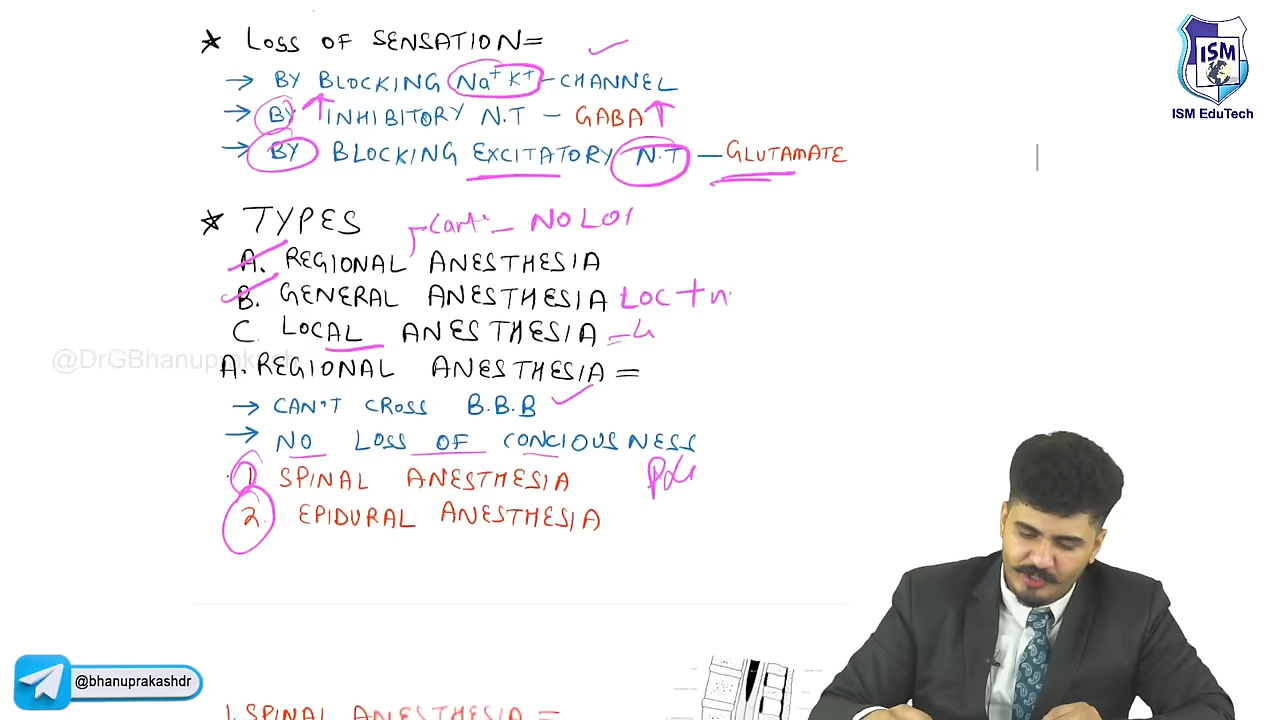 ★ LOSS OF SENSATION=
→ BY BLOCKING Na⁺ K⁺ - CHANNEL
→ BY ↑ INHIBITORY N.T - GABA ↑
→ BY BLOCKING EXCITATORY N.T — GLUTAMATE
★ TYPES
NO LO
A. REGIONAL ANESTHESIA
B. GENERAL ANESTHESIA LOC +
C. LOCAL ANESTHESIA
@DrGBhanuprakash
A. REGIONAL ANESTHESIA =
→ CAN'T CROSS B.B.B
→ NO LOSS OF CONCIOUSNESS
1. SPINAL ANESTHESIA
2. EPIDURAL ANESTHESIA
1. SPINAL ANESTHESIA =
ISM
ISM EduTech
@bhanuprakashdr